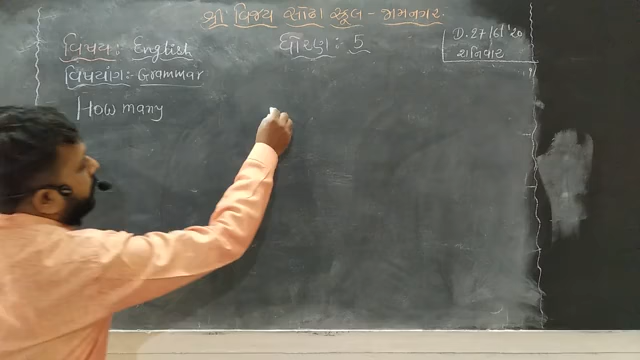 શ્રી વિજય સોઢા સ્કૂલ - જામનગર.
વિષય: English
ધોરણ:- 5
D. 27/6/'20
શનિવાર
વિષયાંગ:- Grammar
How many